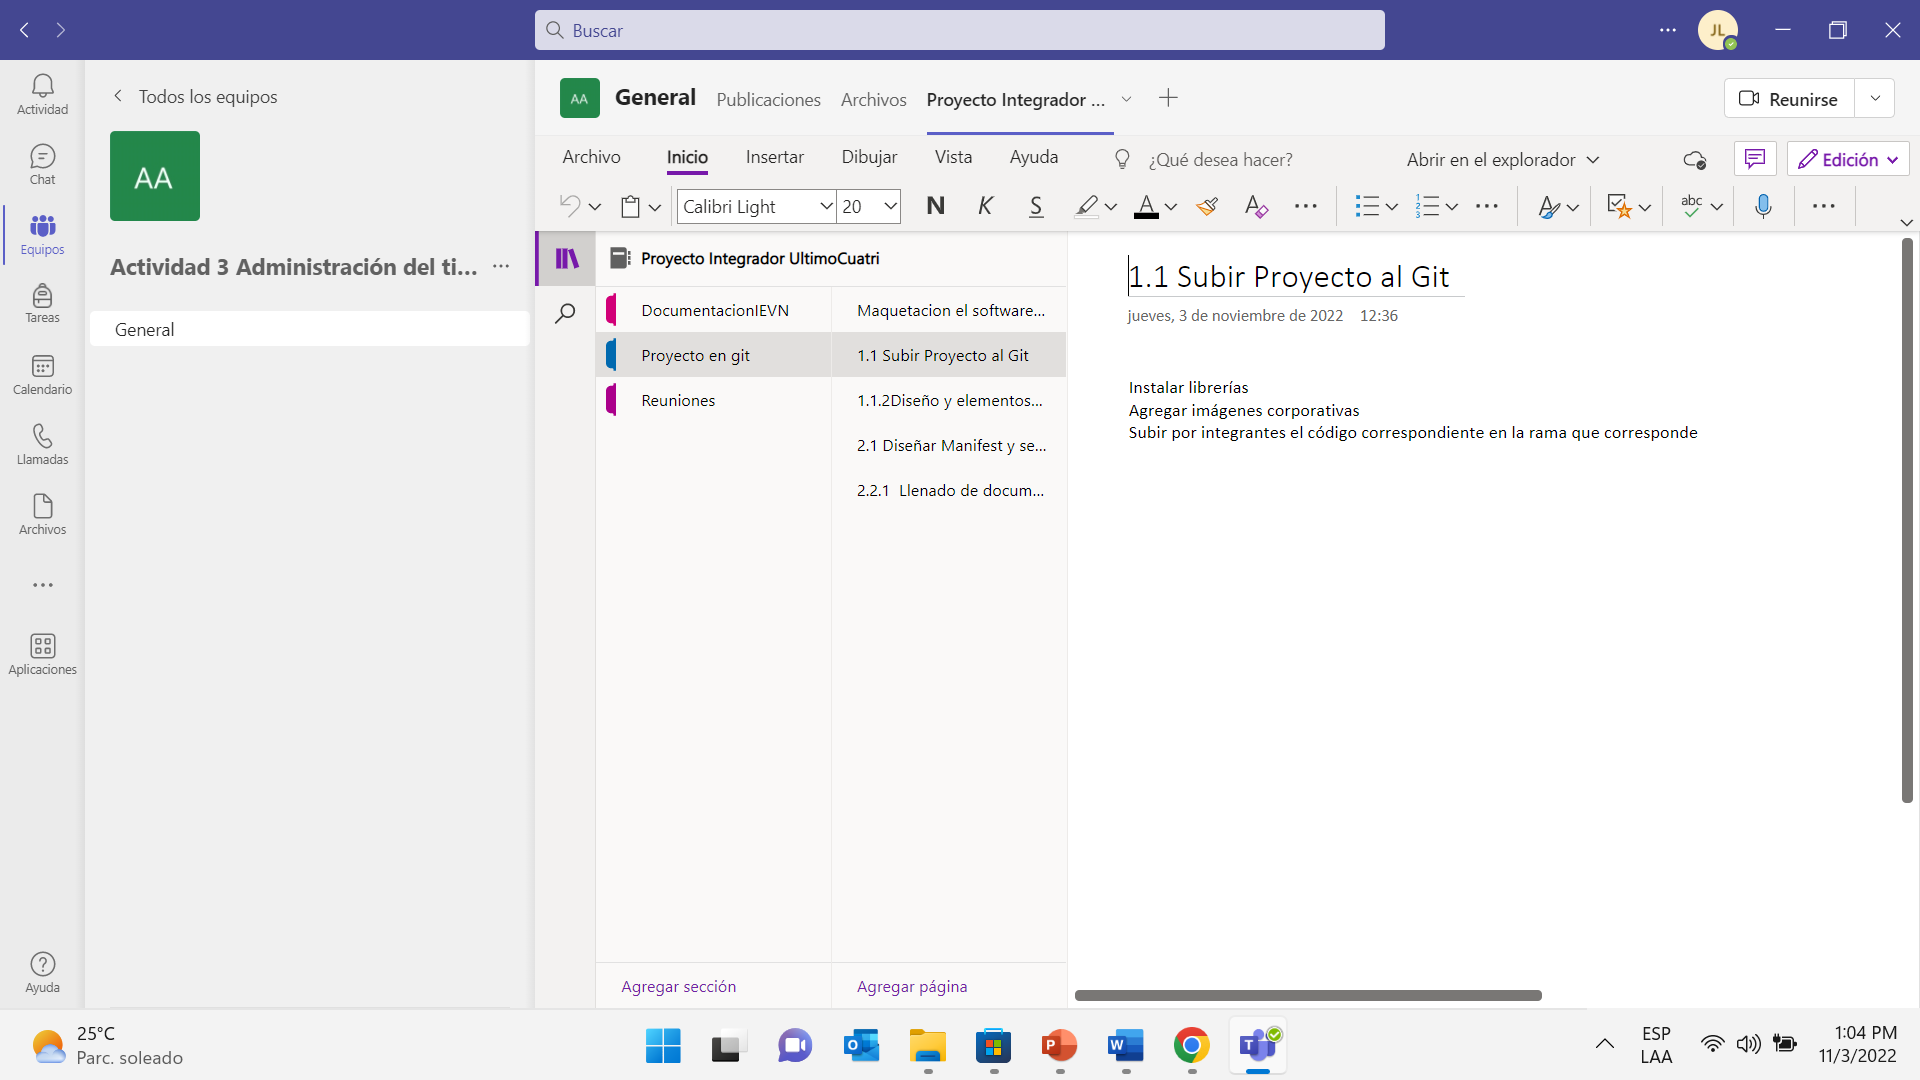 Buscar
JL
Actividad
Chat
Equipos
Tareas
Calendario
Llamadas
Archivos
Aplicaciones
Ayuda
Todos los equipos
AA
Actividad 3 Administración del ti...
General
AA
General
Publicaciones
Archivos
Proyecto Integrador ...
Reunirse
Archivo
Inicio
Insertar
Dibujar
Vista
Ayuda
¿Qué desea hacer?
Abrir en el explorador
Edición
Calibri Light
20
N
K
S
A
A
abc
Proyecto Integrador UltimoCuatri
DocumentacionIEVN
Proyecto en git
Reuniones
Agregar sección
Maquetacion el software...
1.1 Subir Proyecto al Git
1.1.2Diseño y elementos...
2.1 Diseñar Manifest y se...
2.2.1 Llenado de docum...
Agregar página
1.1 Subir Proyecto al Git
jueves, 3 de noviembre de 2022 12:36
Instalar librerías
Agregar imágenes corporativas
Subir por integrantes el código correspondiente en la rama que corresponde
25°C
Parc. soleado
ESP
LAA
1:04 PM
11/3/2022